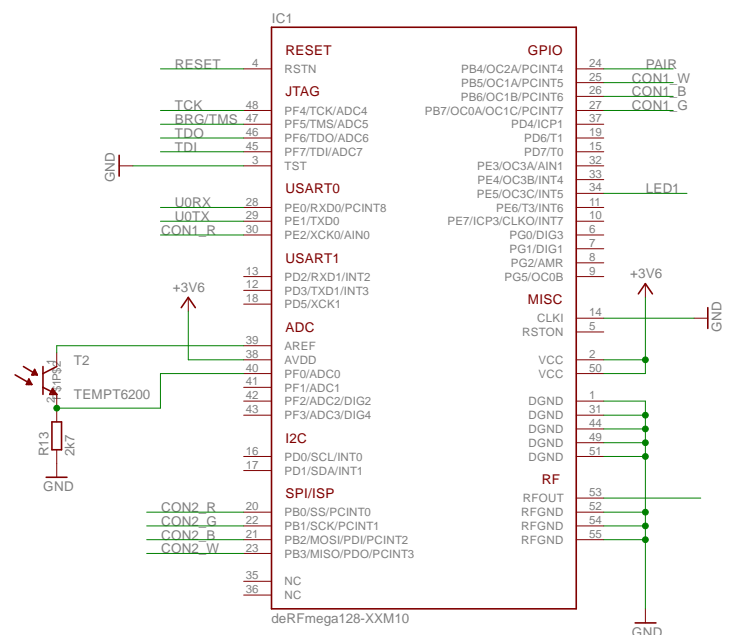 IC1
RESET
GPIO
RESET 4 RSTN
PB4/OC2A/PCINT4 24 PAIR
PB5/OC1A/PCINT5 25 CON1_W
JTAG
PB6/OC1B/PCINT6 26 CON1_B
TCK 48 PF4/TCK/ADC4
PB7/OC0A/OC1C/PCINT7 27 CON1_G
BRG/TMS 47 PF5/TMS/ADC5
PD4/ICP1 37
TDO 46 PF6/TDO/ADC6
PD6/T1 19
TDI 45 PF7/TDI/ADC7
PD7/T0 15
GND 3 TST
PE3/OC3A/AIN1 32
PE4/OC3B/INT4 33
USART0
PE5/OC3C/INT5 34 LED1
U0RX 28 PE0/RXD0/PCINT8
PE6/T3/INT6 11
U0TX 29 PE1/TXD0
PE7/ICP3/CLKO/INT7 10
CON1_R 30 PE2/XCK0/AIN0
PG0/DIG3 6
PG1/DIG1 7
USART1
PG2/AMR 8
13 PD2/RXD1/INT2
PG5/OC0B 9
12 PD3/TXD1/INT3
18 PD5/XCK1
+3V6
+3V6
MISC
CLKI 14 GND
ADC
RSTON 5
39 AREF
38 AVDD
VCC 2
40 PF0/ADC0
VCC 50
41 PF1/ADC1
42 PF2/ADC2/DIG2
DGND 1
43 PF3/ADC3/DIG4
DGND 31
DGND 44
DGND 49
DGND 51
T2
TEMPT6200
R13
2k7
GND
I2C
16 PD0/SCL/INT0
17 PD1/SDA/INT1
RF
SPI/ISP
RFOUT 53
CON2_R 20 PB0/SS/PCINT0
RFGND 52
CON2_G 22 PB1/SCK/PCINT1
RFGND 54
CON2_B 21 PB2/MOSI/PDI/PCINT2
RFGND 55
CON2_W 23 PB3/MISO/PDO/PCINT3
35 NC
36 NC
deRFmega128-XXM10
GND